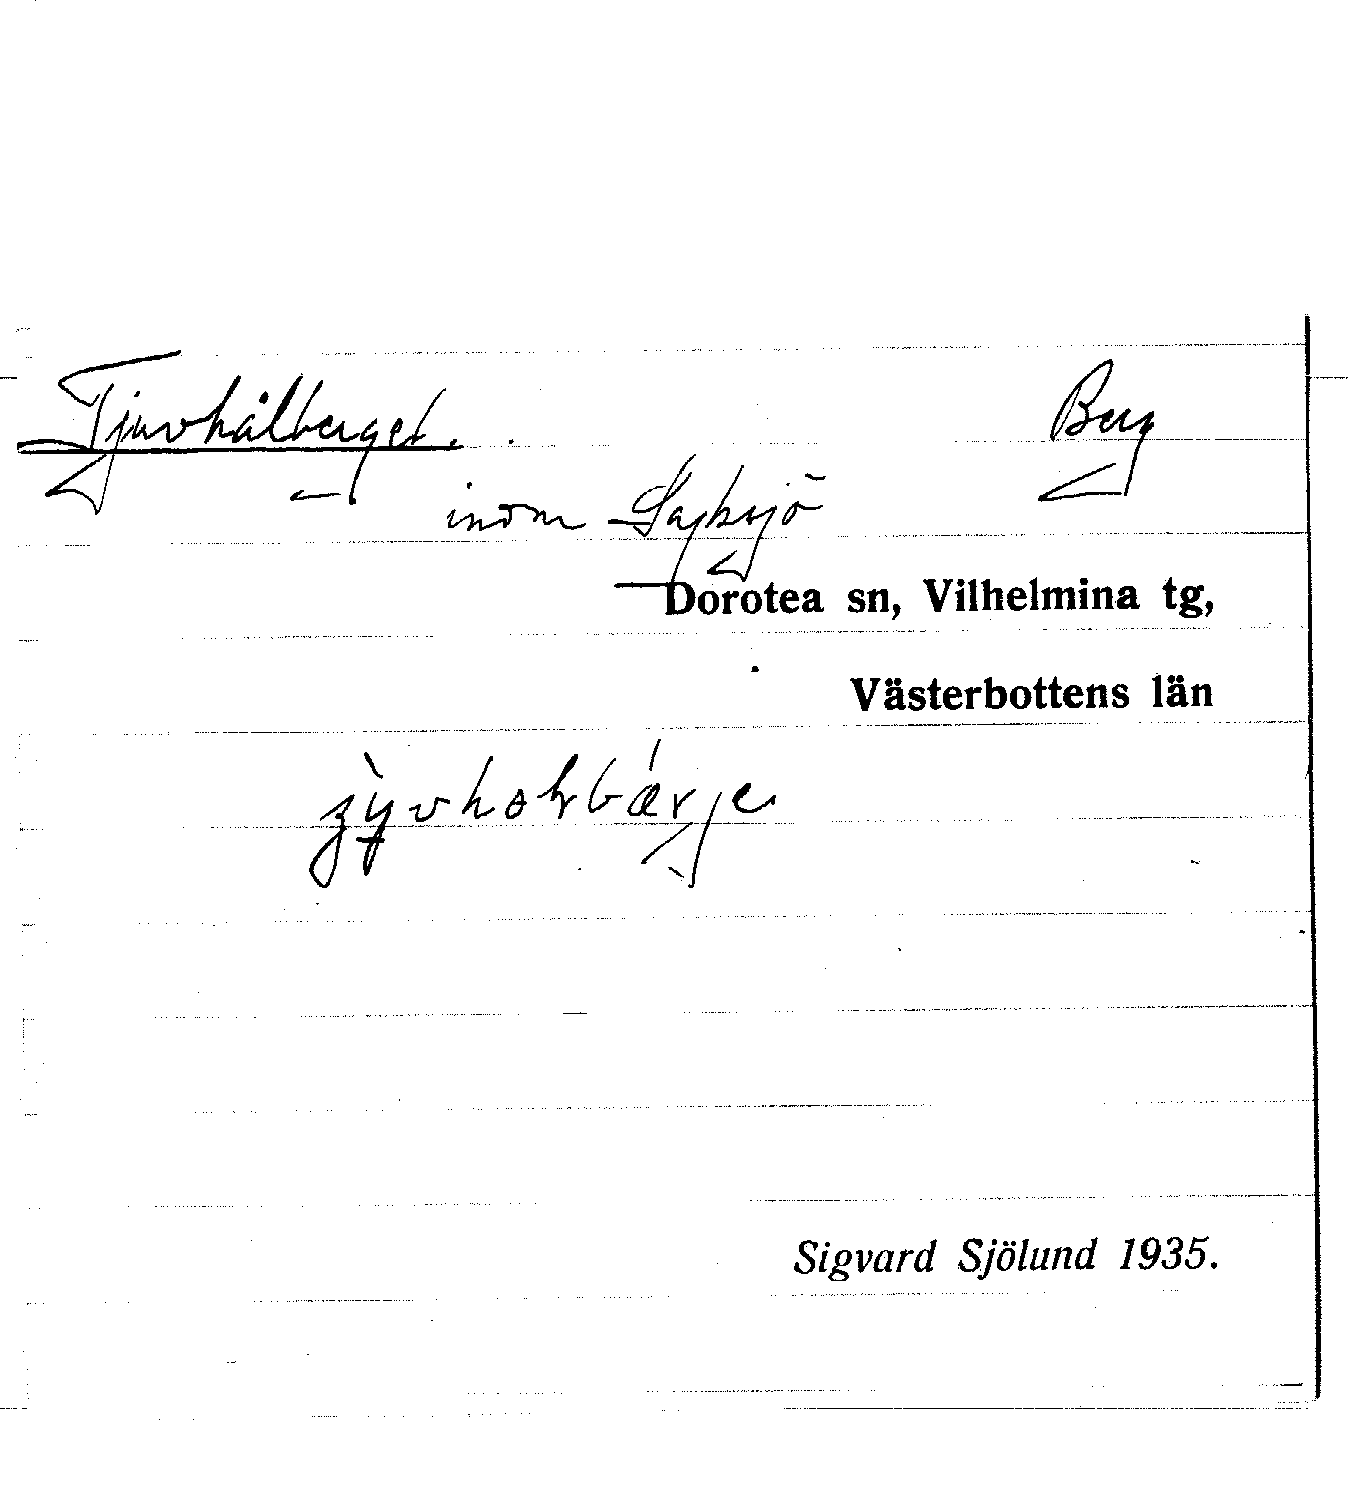 Tjuvhålberget. Berg
inom Lajksjö
Dorotea sn, Vilhelmina tg,
Västerbottens län
Sigvard Sjölund 1935.